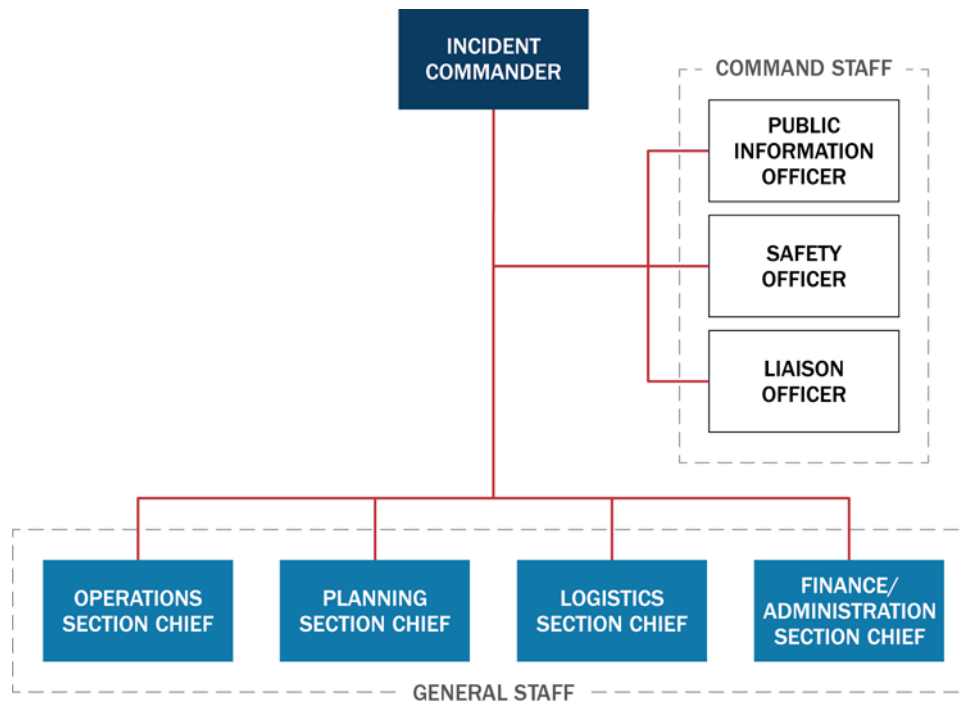 INCIDENT
COMMANDER
COMMAND STAFF
PUBLIC
INFORMATION
OFFICER
SAFETY
OFFICER
LIAISON
OFFICER
OPERATIONS
SECTION CHIEF
PLANNING
SECTION CHIEF
LOGISTICS
SECTION CHIEF
FINANCE/
ADMINISTRATION
SECTION CHIEF
GENERAL STAFF